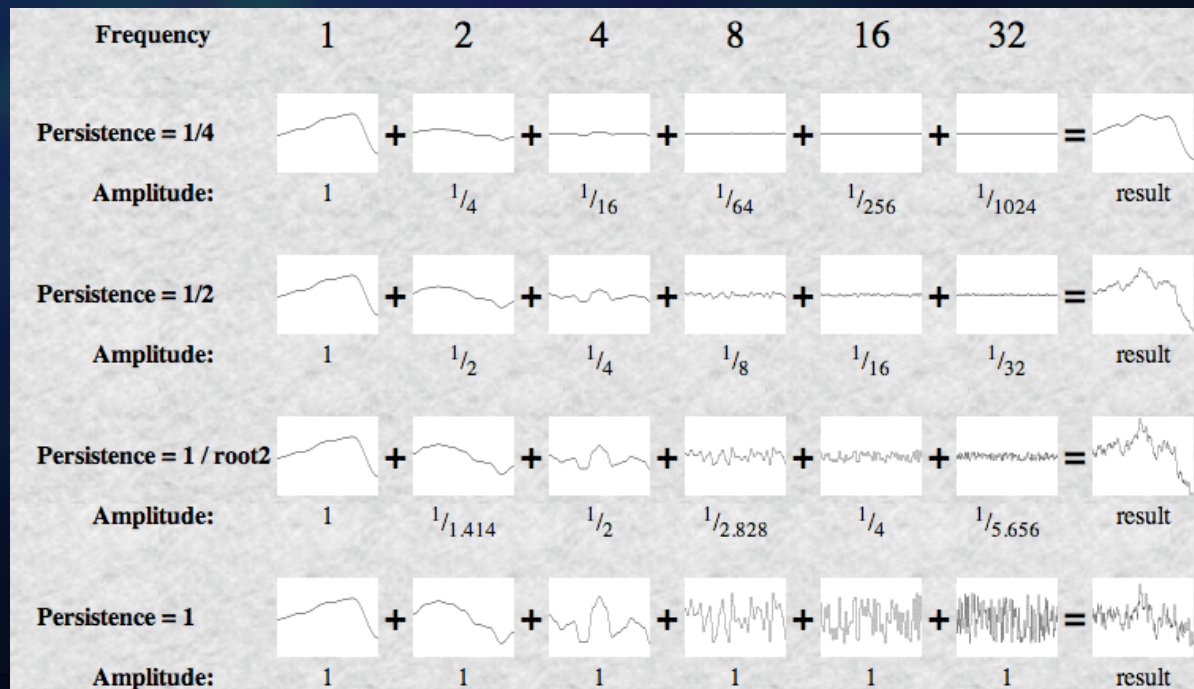 Frequency 1 2 4 8 16 32
Persistence = 1/4 + + + + + =
Amplitude: 1 1/4 1/16 1/64 1/256 1/1024 result
Persistence = 1/2 + + + + + =
Amplitude: 1 1/2 1/4 1/8 1/16 1/32 result
Persistence = 1 / root2 + + + + + =
Amplitude: 1 1/1.414 1/2 1/2.828 1/4 1/5.656 result
Persistence = 1 + + + + + =
Amplitude: 1 1 1 1 1 1 result